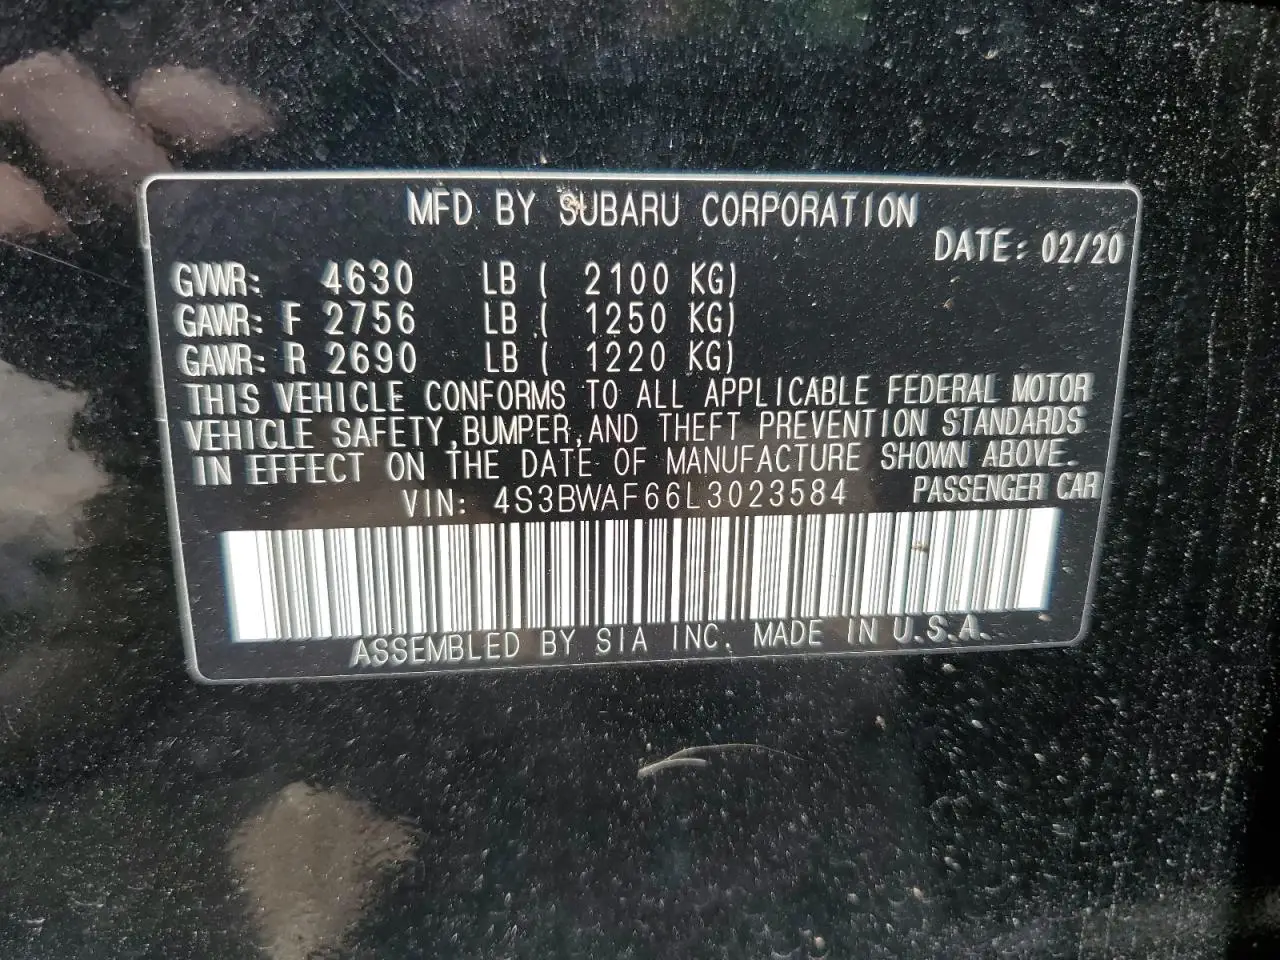 MFD BY SUBARU CORPORATION
DATE: 02/20
GVWR: 4630 LB ( 2100 KG)
GAWR: F 2756 LB ( 1250 KG)
GAWR: R 2690 LB ( 1220 KG)
THIS VEHICLE CONFORMS TO ALL APPLICABLE FEDERAL MOTOR
VEHICLE SAFETY, BUMPER, AND THEFT PREVENTION STANDARDS
IN EFFECT ON THE DATE OF MANUFACTURE SHOWN ABOVE.
VIN: 4S3BWAF66L3023584 PASSENGER CAR
ASSEMBLED BY SIA INC. MADE IN U.S.A.